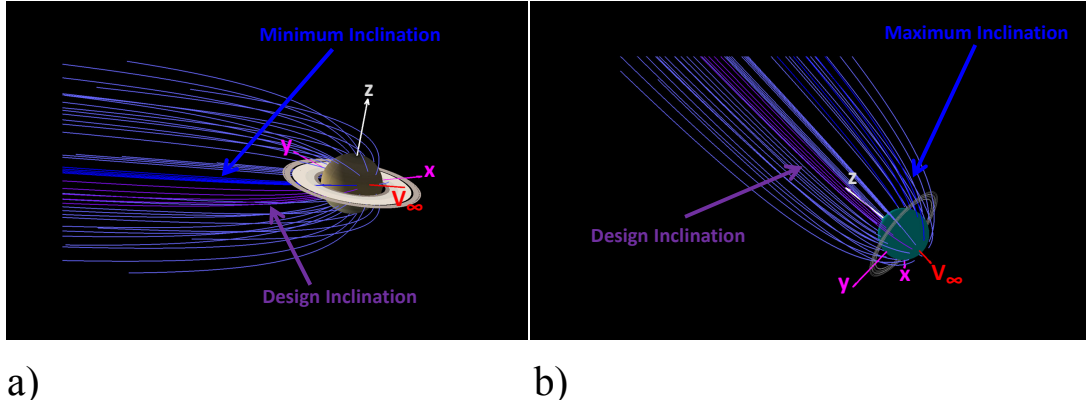 Minimum Inclination
z
y
x
V∞
Design Inclination
a)
Maximum Inclination
z
Design Inclination
y
x
V∞
b)